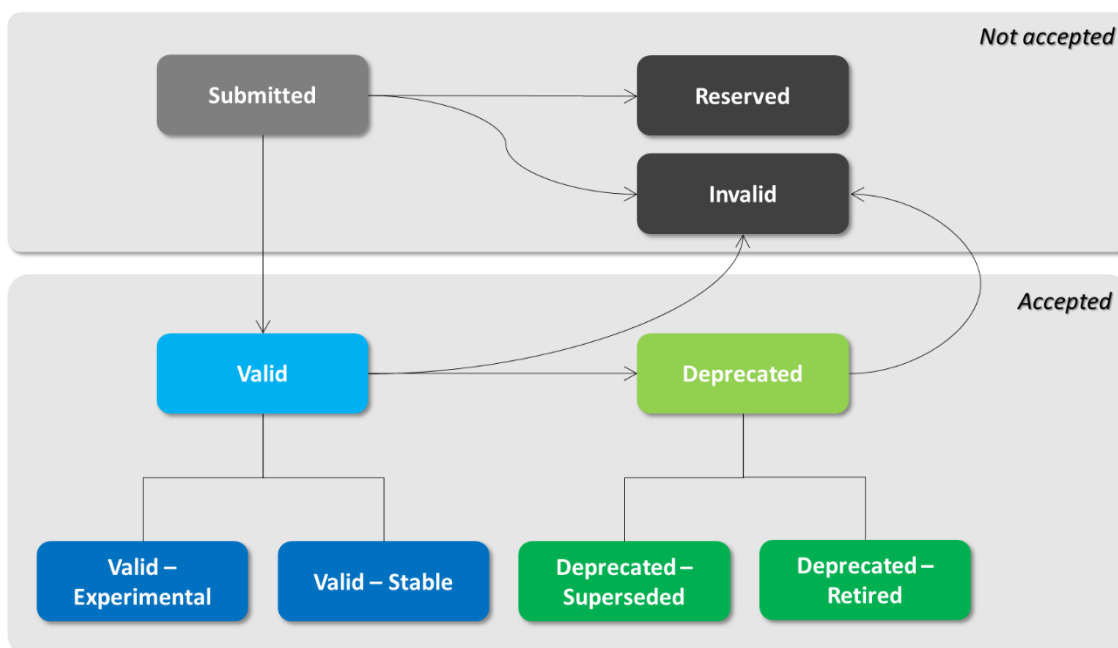 Not accepted
Submitted
Reserved
Invalid
Accepted
Valid
Deprecated
Valid –
Experimental
Valid – Stable
Deprecated –
Superseded
Deprecated –
Retired